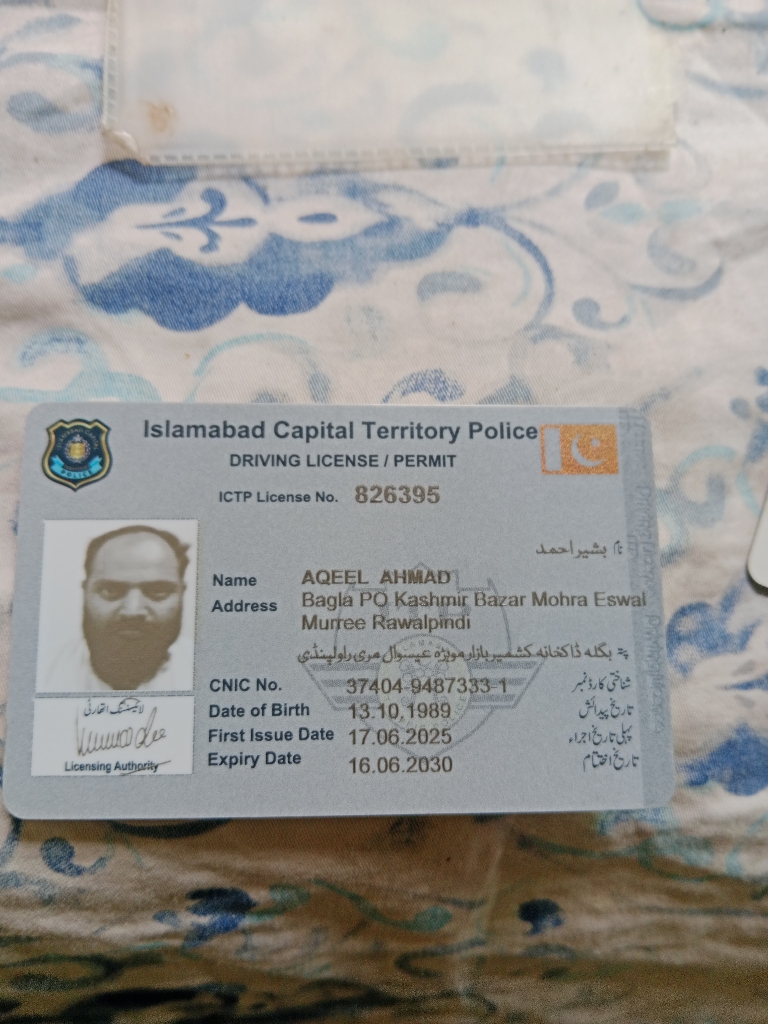 Islamabad Capital Territory Police
POLICE
DRIVING LICENSE / PERMIT
ICTP License No. 826395
نام بشیر احمد
Name AQEEL AHMAD
Address Bagla PO Kashmir Bazar Mohra Eswal
Murree Rawalpindi
پتہ بگلہ ڈاکخانہ کشمیر بازار موہڑہ عیسوال مری راولپنڈی
CNIC No. 37404-9487333-1 شناختی کارڈ نمبر
Date of Birth 13.10.1989 تاریخ پیدائش
First Issue Date 17.06.2025 پہلی تاریخ اجراء
Expiry Date 16.06.2030 تاریخ اختتام
لائیسنسنگ اتھارٹی
Licensing Authority